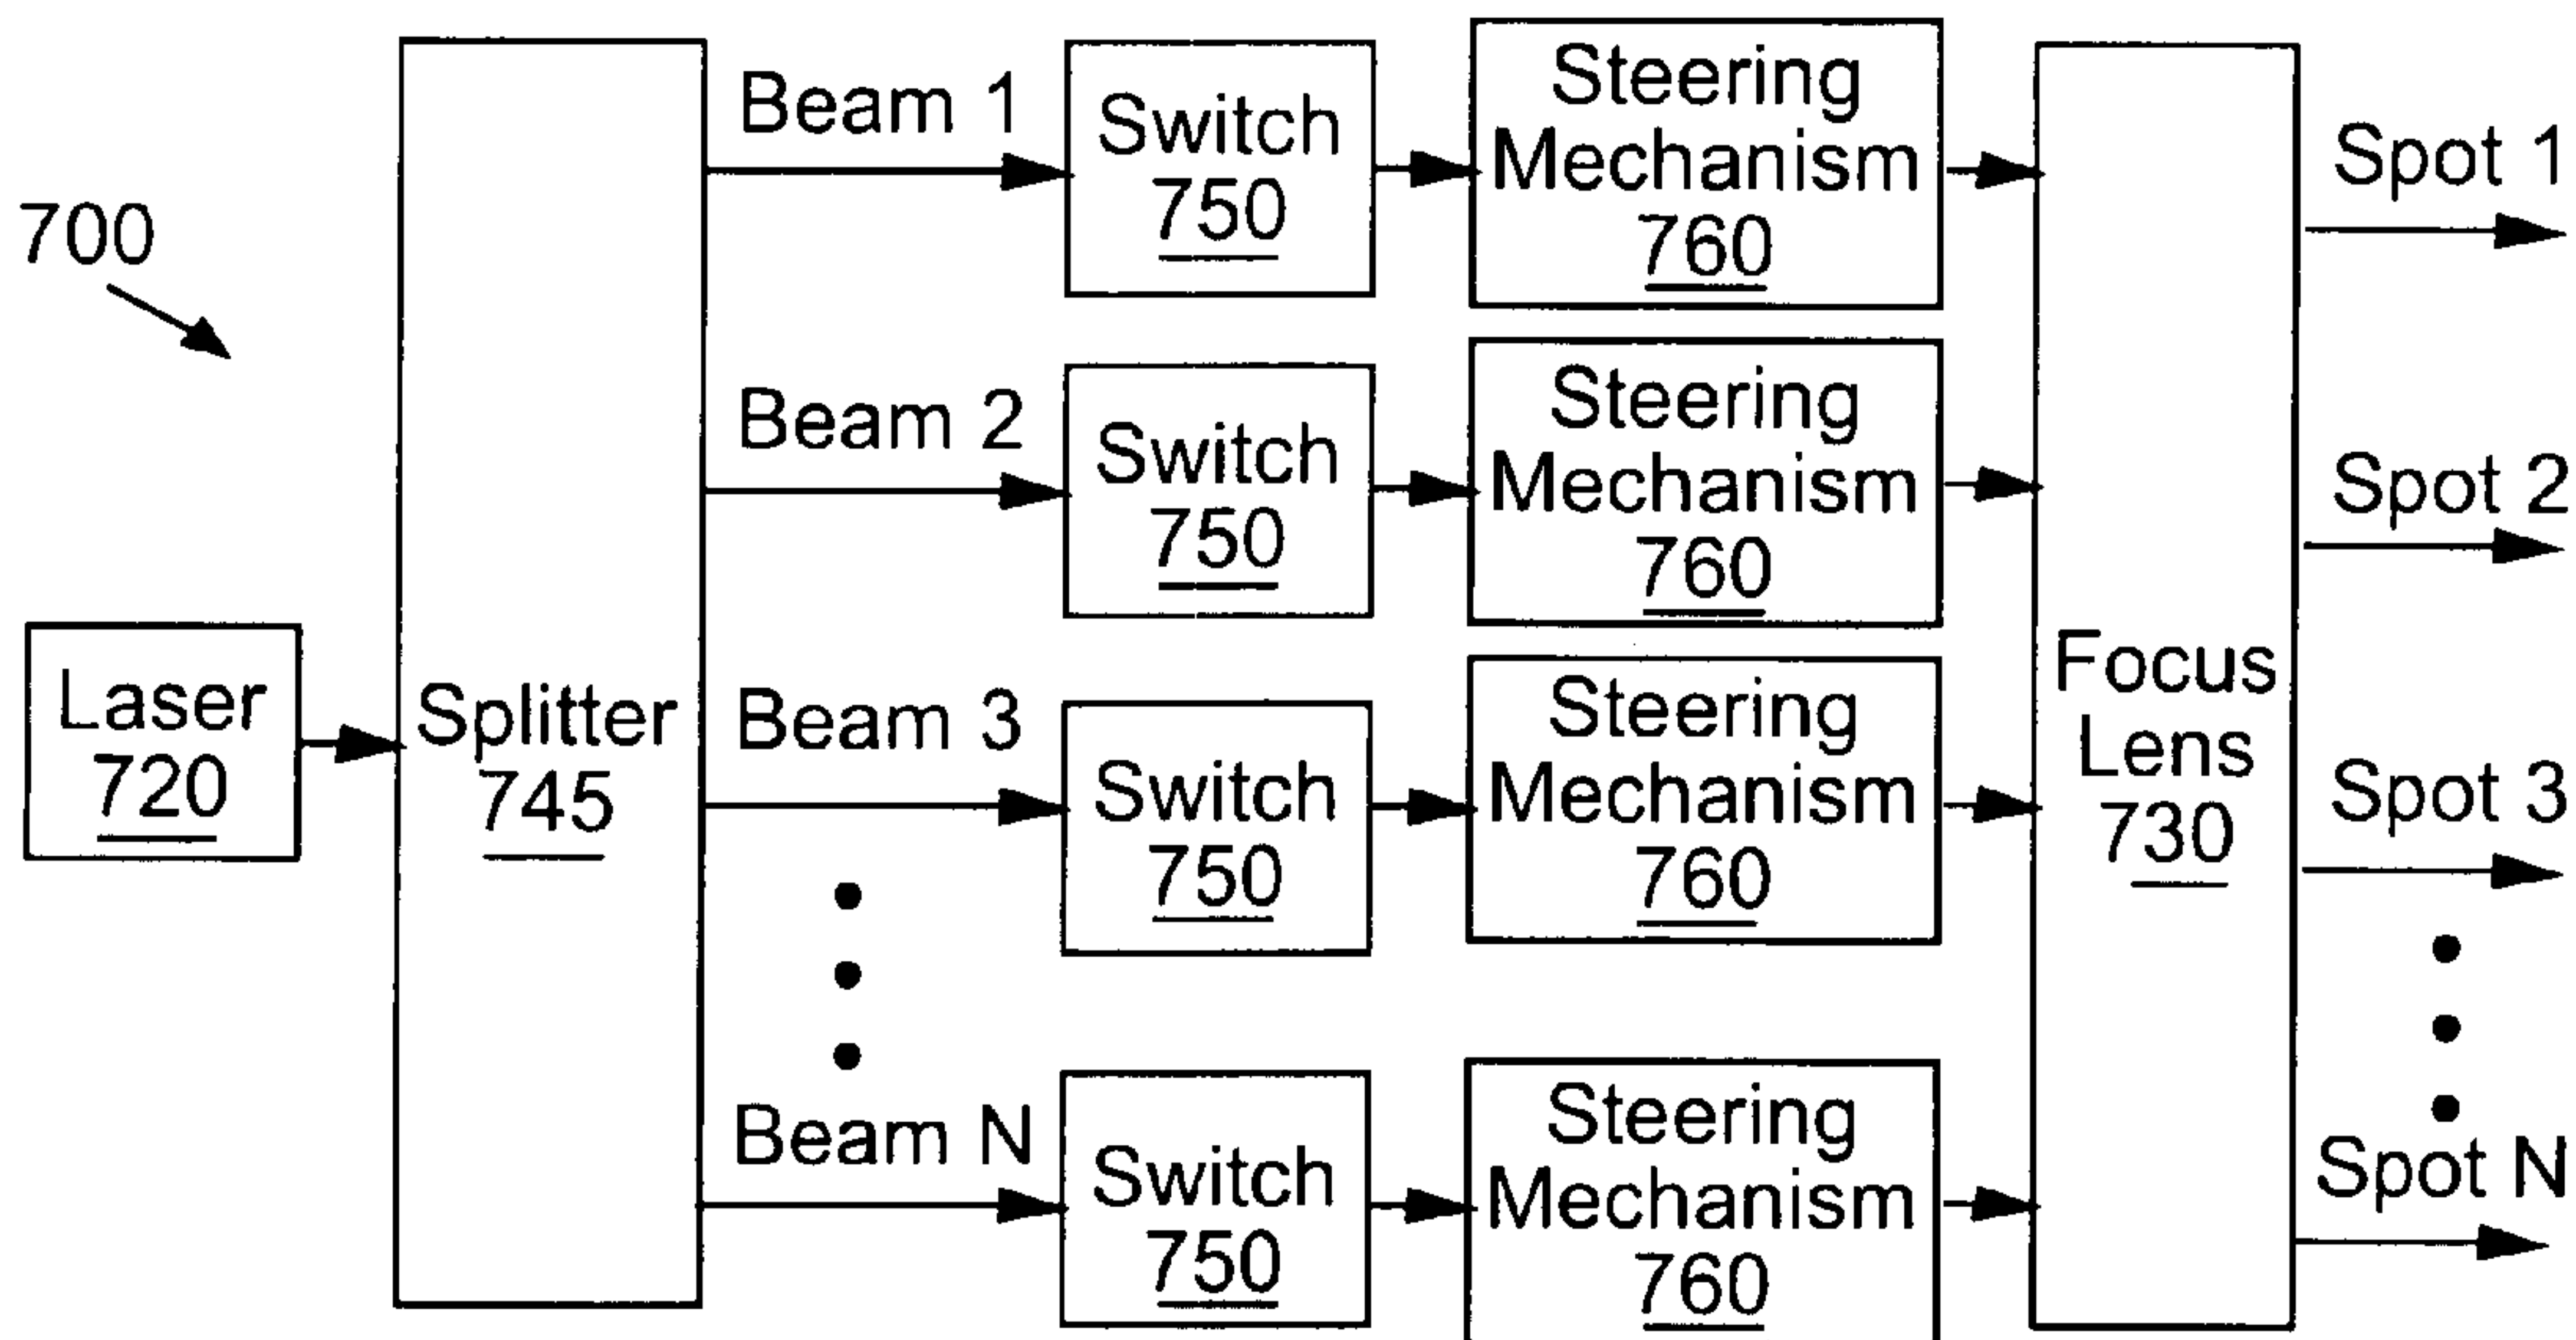 700
Laser
720
Splitter
745
Beam 1
Switch
750
Steering
Mechanism
760
Beam 2
Switch
750
Steering
Mechanism
760
Beam 3
Switch
750
Steering
Mechanism
760
Beam N
Switch
750
Steering
Mechanism
760
Focus
Lens
730
Spot 1
Spot 2
Spot 3
Spot N